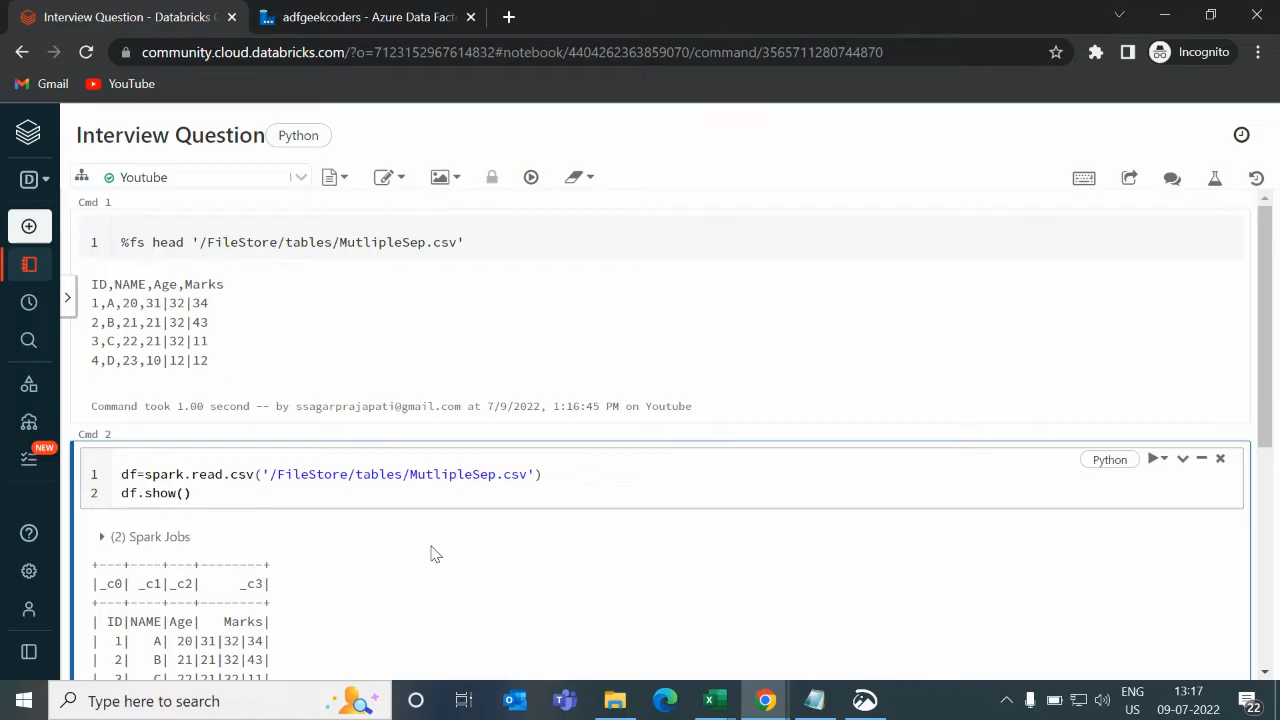 Interview Question - Databricks C
adfgeekcoders - Azure Data Fact
community.cloud.databricks.com/?o=7123152967614832#notebook/4404262363859070/command/3565711280744870
Incognito
Gmail
YouTube
Interview Question
Python
D
Youtube
Cmd 1
1 %fs head '/FileStore/tables/MutlipleSep.csv'
ID,NAME,Age,Marks
1,A,20,31|32|34
2,B,21,21|32|43
3,C,22,21|32|11
4,D,23,10|12|12
Command took 1.00 second -- by ssagarprajapati@gmail.com at 7/9/2022, 1:16:45 PM on Youtube
Cmd 2
Python
1 df=spark.read.csv('/FileStore/tables/MutlipleSep.csv')
2 df.show()
NEW
(2) Spark Jobs
+---+----+---+--------+
|_c0| _c1|_c2|     _c3|
+---+----+---+--------+
| ID|NAME|Age|   Marks|
|  1|   A| 20|31|32|34|
|  2|   B| 21|21|32|43|
|  3|   C| 22|21|32|11|
Type here to search
ENG
US
13:17
09-07-2022
22